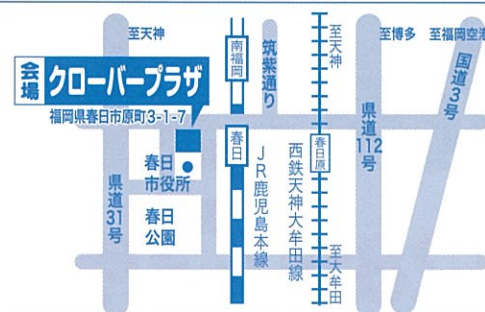 至天神
南福岡
筑紫通り
至天神
至博多
至福岡空港
国道3号
会場
クローバープラザ
福岡県春日市原町3-1-7
春日
春日原
県道112号
春日
市役所
県道31号
春日
公園
JR鹿児島本線
西鉄天神大牟田線
至大牟田